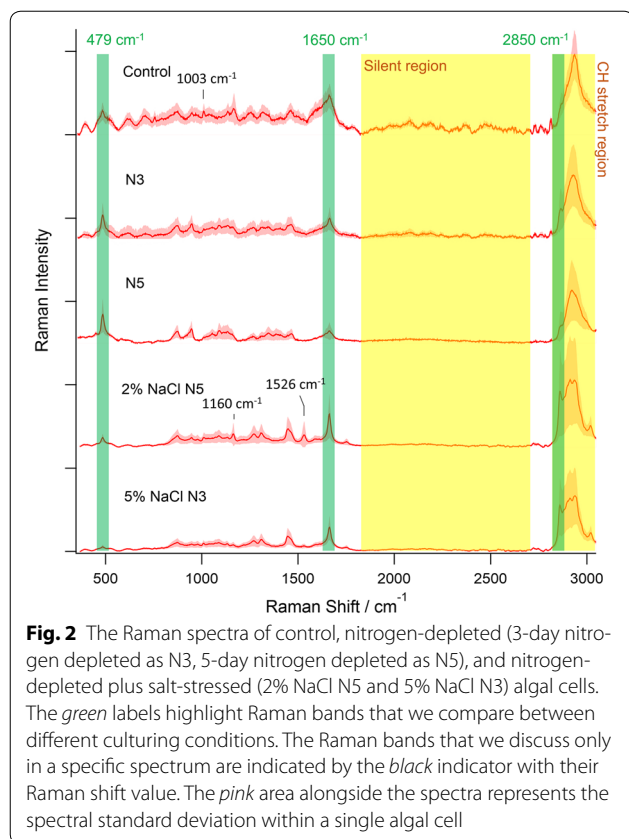 479 cm-1
1650 cm-1
2850 cm-1
Control
1003 cm-1
Silent region
CH stretch region
N3
N5
2% NaCl N5
1160 cm-1
1526 cm-1
5% NaCl N3
Raman Intensity
500
1000
1500
2000
2500
3000
Raman Shift / cm-1
Fig. 2 The Raman spectra of control, nitrogen-depleted (3-day nitro-
gen depleted as N3, 5-day nitrogen depleted as N5), and nitrogen-
depleted plus salt-stressed (2% NaCl N5 and 5% NaCl N3) algal cells.
The green labels highlight Raman bands that we compare between
different culturing conditions. The Raman bands that we discuss only
in a specific spectrum are indicated by the black indicator with their
Raman shift value. The pink area alongside the spectra represents the
spectral standard deviation within a single algal cell